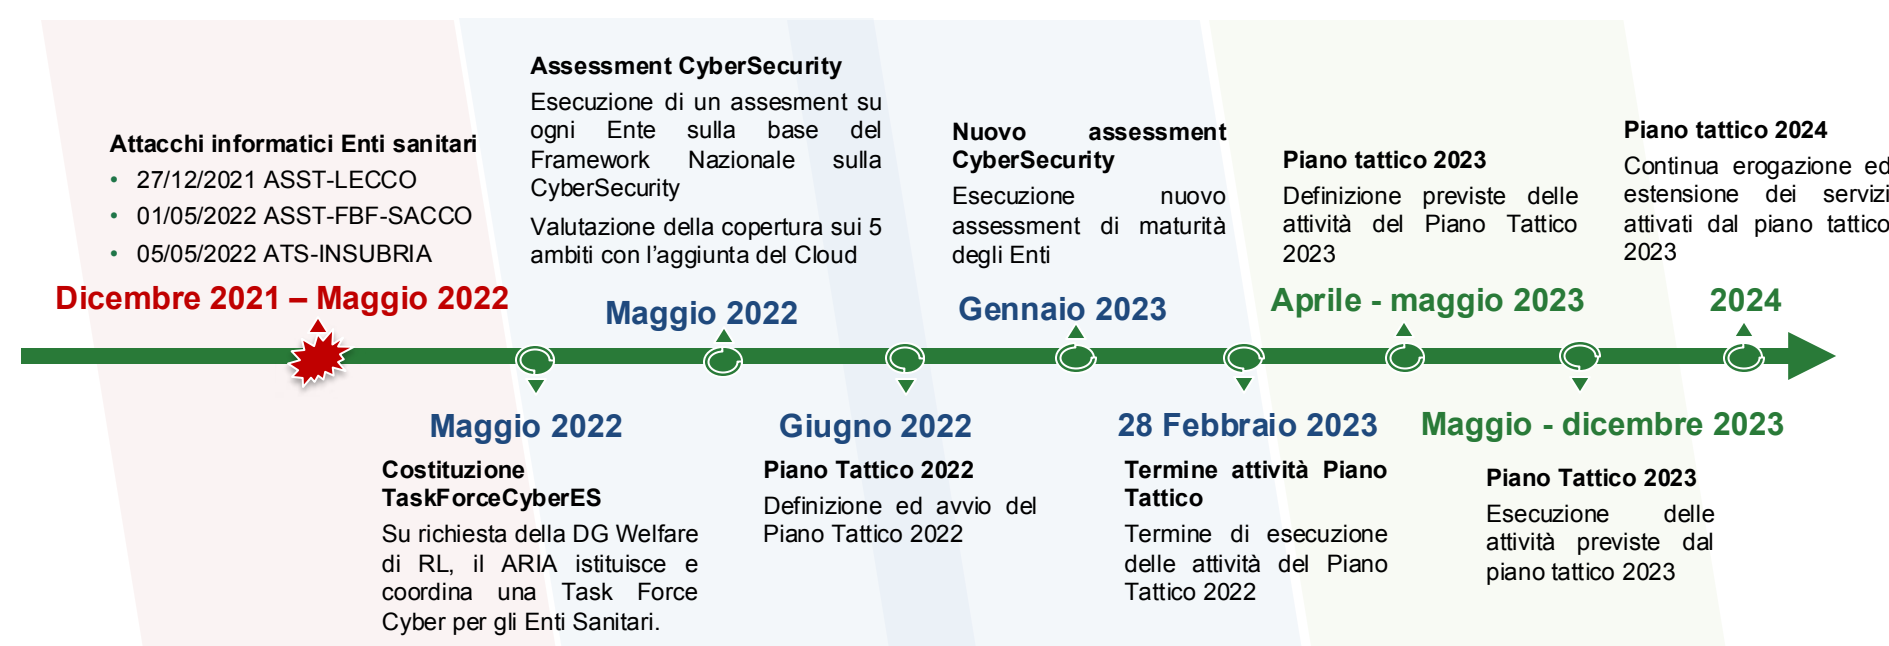 Attacchi informatici Enti sanitari
• 27/12/2021 ASST-LECCO
• 01/05/2022 ASST-FBF-SACCO
• 05/05/2022 ATS-INSUBRIA
Dicembre 2021 – Maggio 2022
Maggio 2022
Costituzione
TaskForceCyberES
Su richiesta della DG Welfare
di RL, il ARIA istituisce e
coordina una Task Force
Cyber per gli Enti Sanitari.
Assessment CyberSecurity
Esecuzione di un assesment su
ogni Ente sulla base del
Framework Nazionale sulla
CyberSecurity
Valutazione della copertura sui 5
ambiti con l’aggiunta del Cloud
Maggio 2022
Giugno 2022
Piano Tattico 2022
Definizione ed avvio del
Piano Tattico 2022
Nuovo assessment
CyberSecurity
Esecuzione nuovo
assessment di maturità
degli Enti
Gennaio 2023
28 Febbraio 2023
Termine attività Piano
Tattico
Termine di esecuzione
delle attività del Piano
Tattico 2022
Piano tattico 2023
Definizione previste delle
attività del Piano Tattico
2023
Aprile - maggio 2023
Maggio - dicembre 2023
Piano Tattico 2023
Esecuzione delle
attività previste dal
piano tattico 2023
Piano tattico 2024
Continua erogazione ed
estensione dei servizi
attivati dal piano tattico
2023
2024